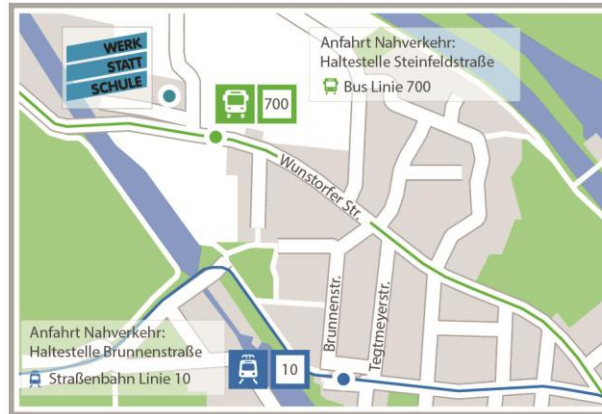 WERK
STATT
SCHULE
Anfahrt Nahverkehr:
Haltestelle Steinfeldstraße
Bus Linie 700
700
Wunstorfer Str.
Brunnenstr.
Tegtmeyerstr.
Anfahrt Nahverkehr:
Haltestelle Brunnenstraße
Straßenbahn Linie 10
10